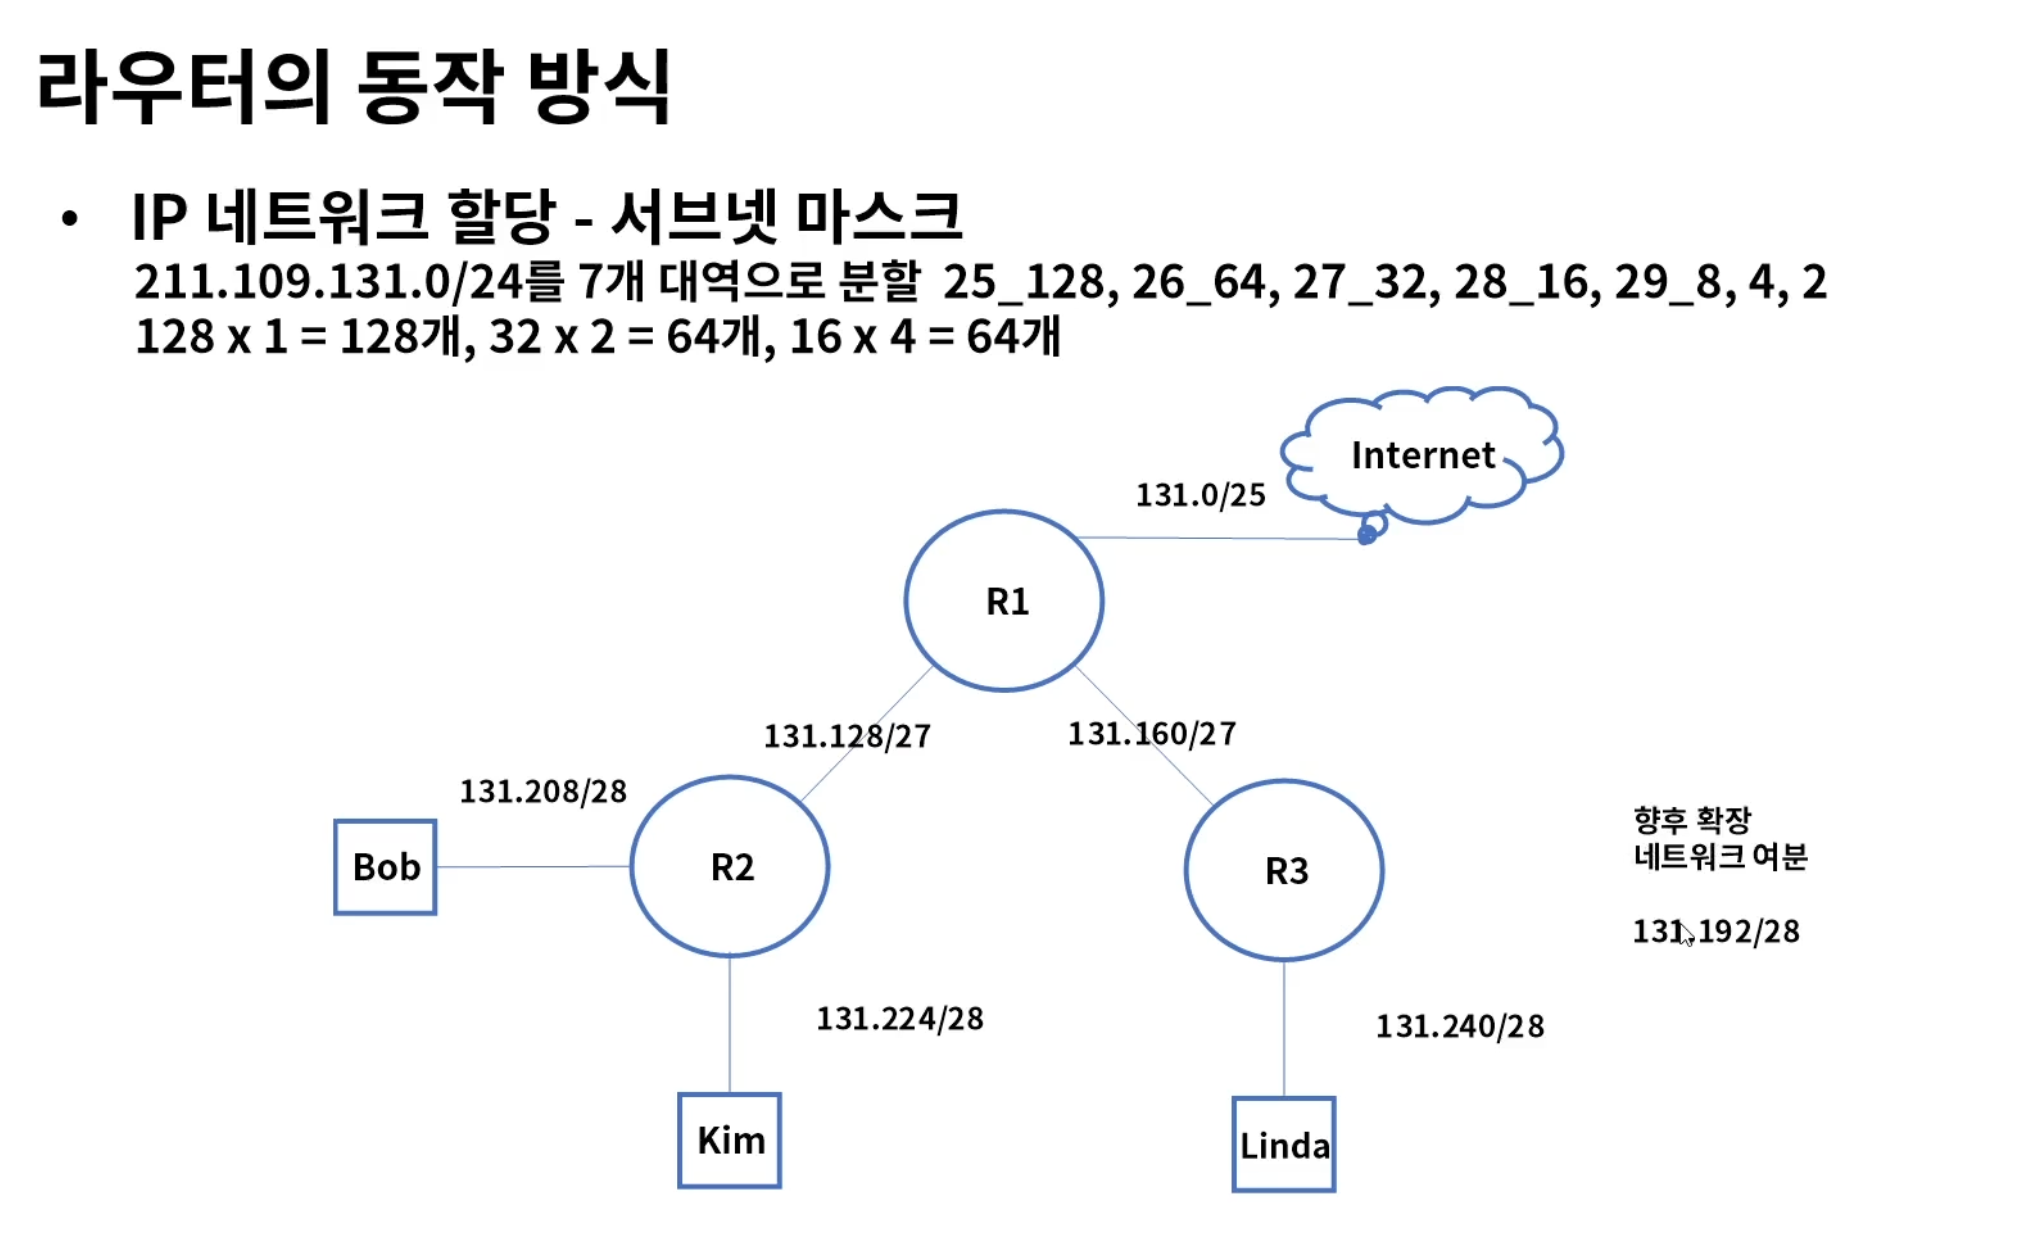 라우터의 동작 방식
• IP 네트워크 할당 - 서브넷 마스크
211.109.131.0/24를 7개 대역으로 분할 25_128, 26_64, 27_32, 28_16, 29_8, 4, 2
128 x 1 = 128개, 32 x 2 = 64개, 16 x 4 = 64개
Internet
131.0/25
R1
131.128/27
131.160/27
131.208/28
Bob
R2
R3
향후 확장
네트워크 여분
131.192/28
131.224/28
131.240/28
Kim
Linda